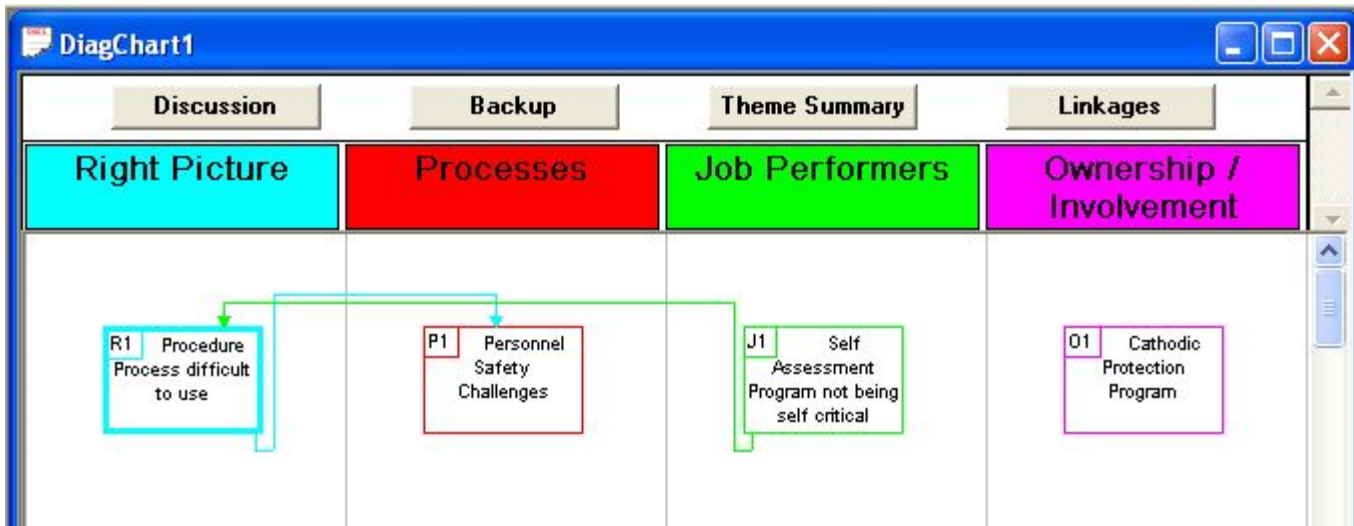 DiagChart1
Discussion
Backup
Theme Summary
Linkages
Right Picture
Processes
Job Performers
Ownership /
Involvement
R1 Procedure
Process difficult
to use
P1 Personnel
Safety
Challenges
J1 Self
Assessment
Program not being
self critical
O1 Cathodic
Protection
Program